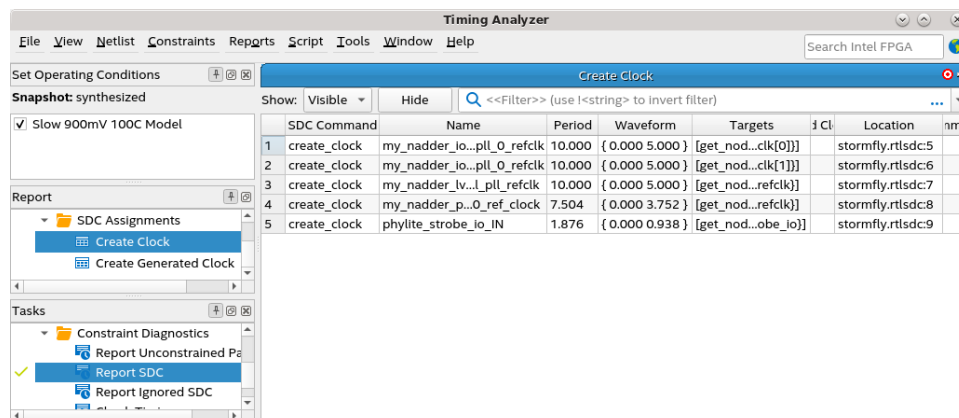 Timing Analyzer
File View Netlist Constraints Reports Script Tools Window Help
Search Intel FPGA
Set Operating Conditions
Snapshot: synthesized
Slow 900mV 100C Model
Report
SDC Assignments
Create Clock
Create Generated Clock
Tasks
Constraint Diagnostics
Report Unconstrained Pa
Report SDC
Report Ignored SDC
Create Clock
Show: Visible Hide <<Filter>> (use !<string> to invert filter) ...
SDC Command Name Period Waveform Targets d Cl Location nm
1 create_clock my_nadder_io...pll_0_refclk 10.000 { 0.000 5.000 } [get_nod...clk[0]}] stormfly.rtlsdc:5
2 create_clock my_nadder_io...pll_0_refclk 10.000 { 0.000 5.000 } [get_nod...clk[1]}] stormfly.rtlsdc:6
3 create_clock my_nadder_lv...l_pll_refclk 10.000 { 0.000 5.000 } [get_nod...refclk}] stormfly.rtlsdc:7
4 create_clock my_nadder_p...0_ref_clock 7.504 { 0.000 3.752 } [get_nod...refclk}] stormfly.rtlsdc:8
5 create_clock phylite_strobe_io_IN 1.876 { 0.000 0.938 } [get_nod...obe_io}] stormfly.rtlsdc:9